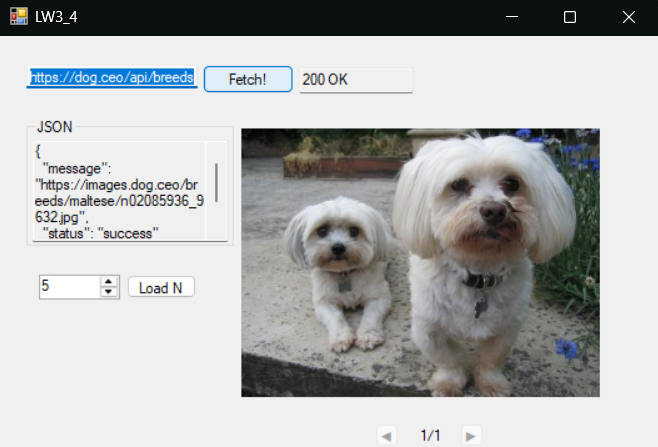 LW3_4
https://dog.ceo/api/breeds Fetch! 200 OK
JSON
{
"message":
"https://images.dog.ceo/br
eeds/maltese/n02085936_9
632.jpg",
"status": "success"
5 Load N
◀ 1/1 ▶